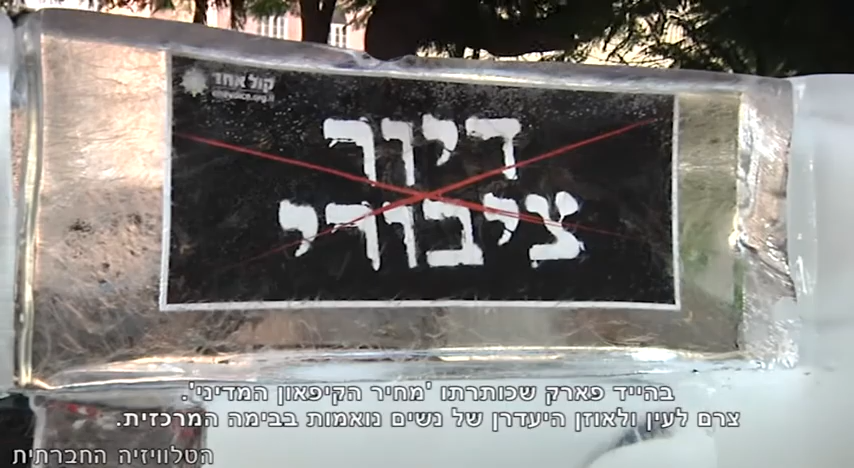 קול אחד
דיור
ציבורי
בהייד פארק שכותרתו 'מחיר הקיפאון המדיני'.
צרם לעין ולאוזן היעדרן של נשים נואמות בבימה המרכזית.
הטלוויזיה החברתית